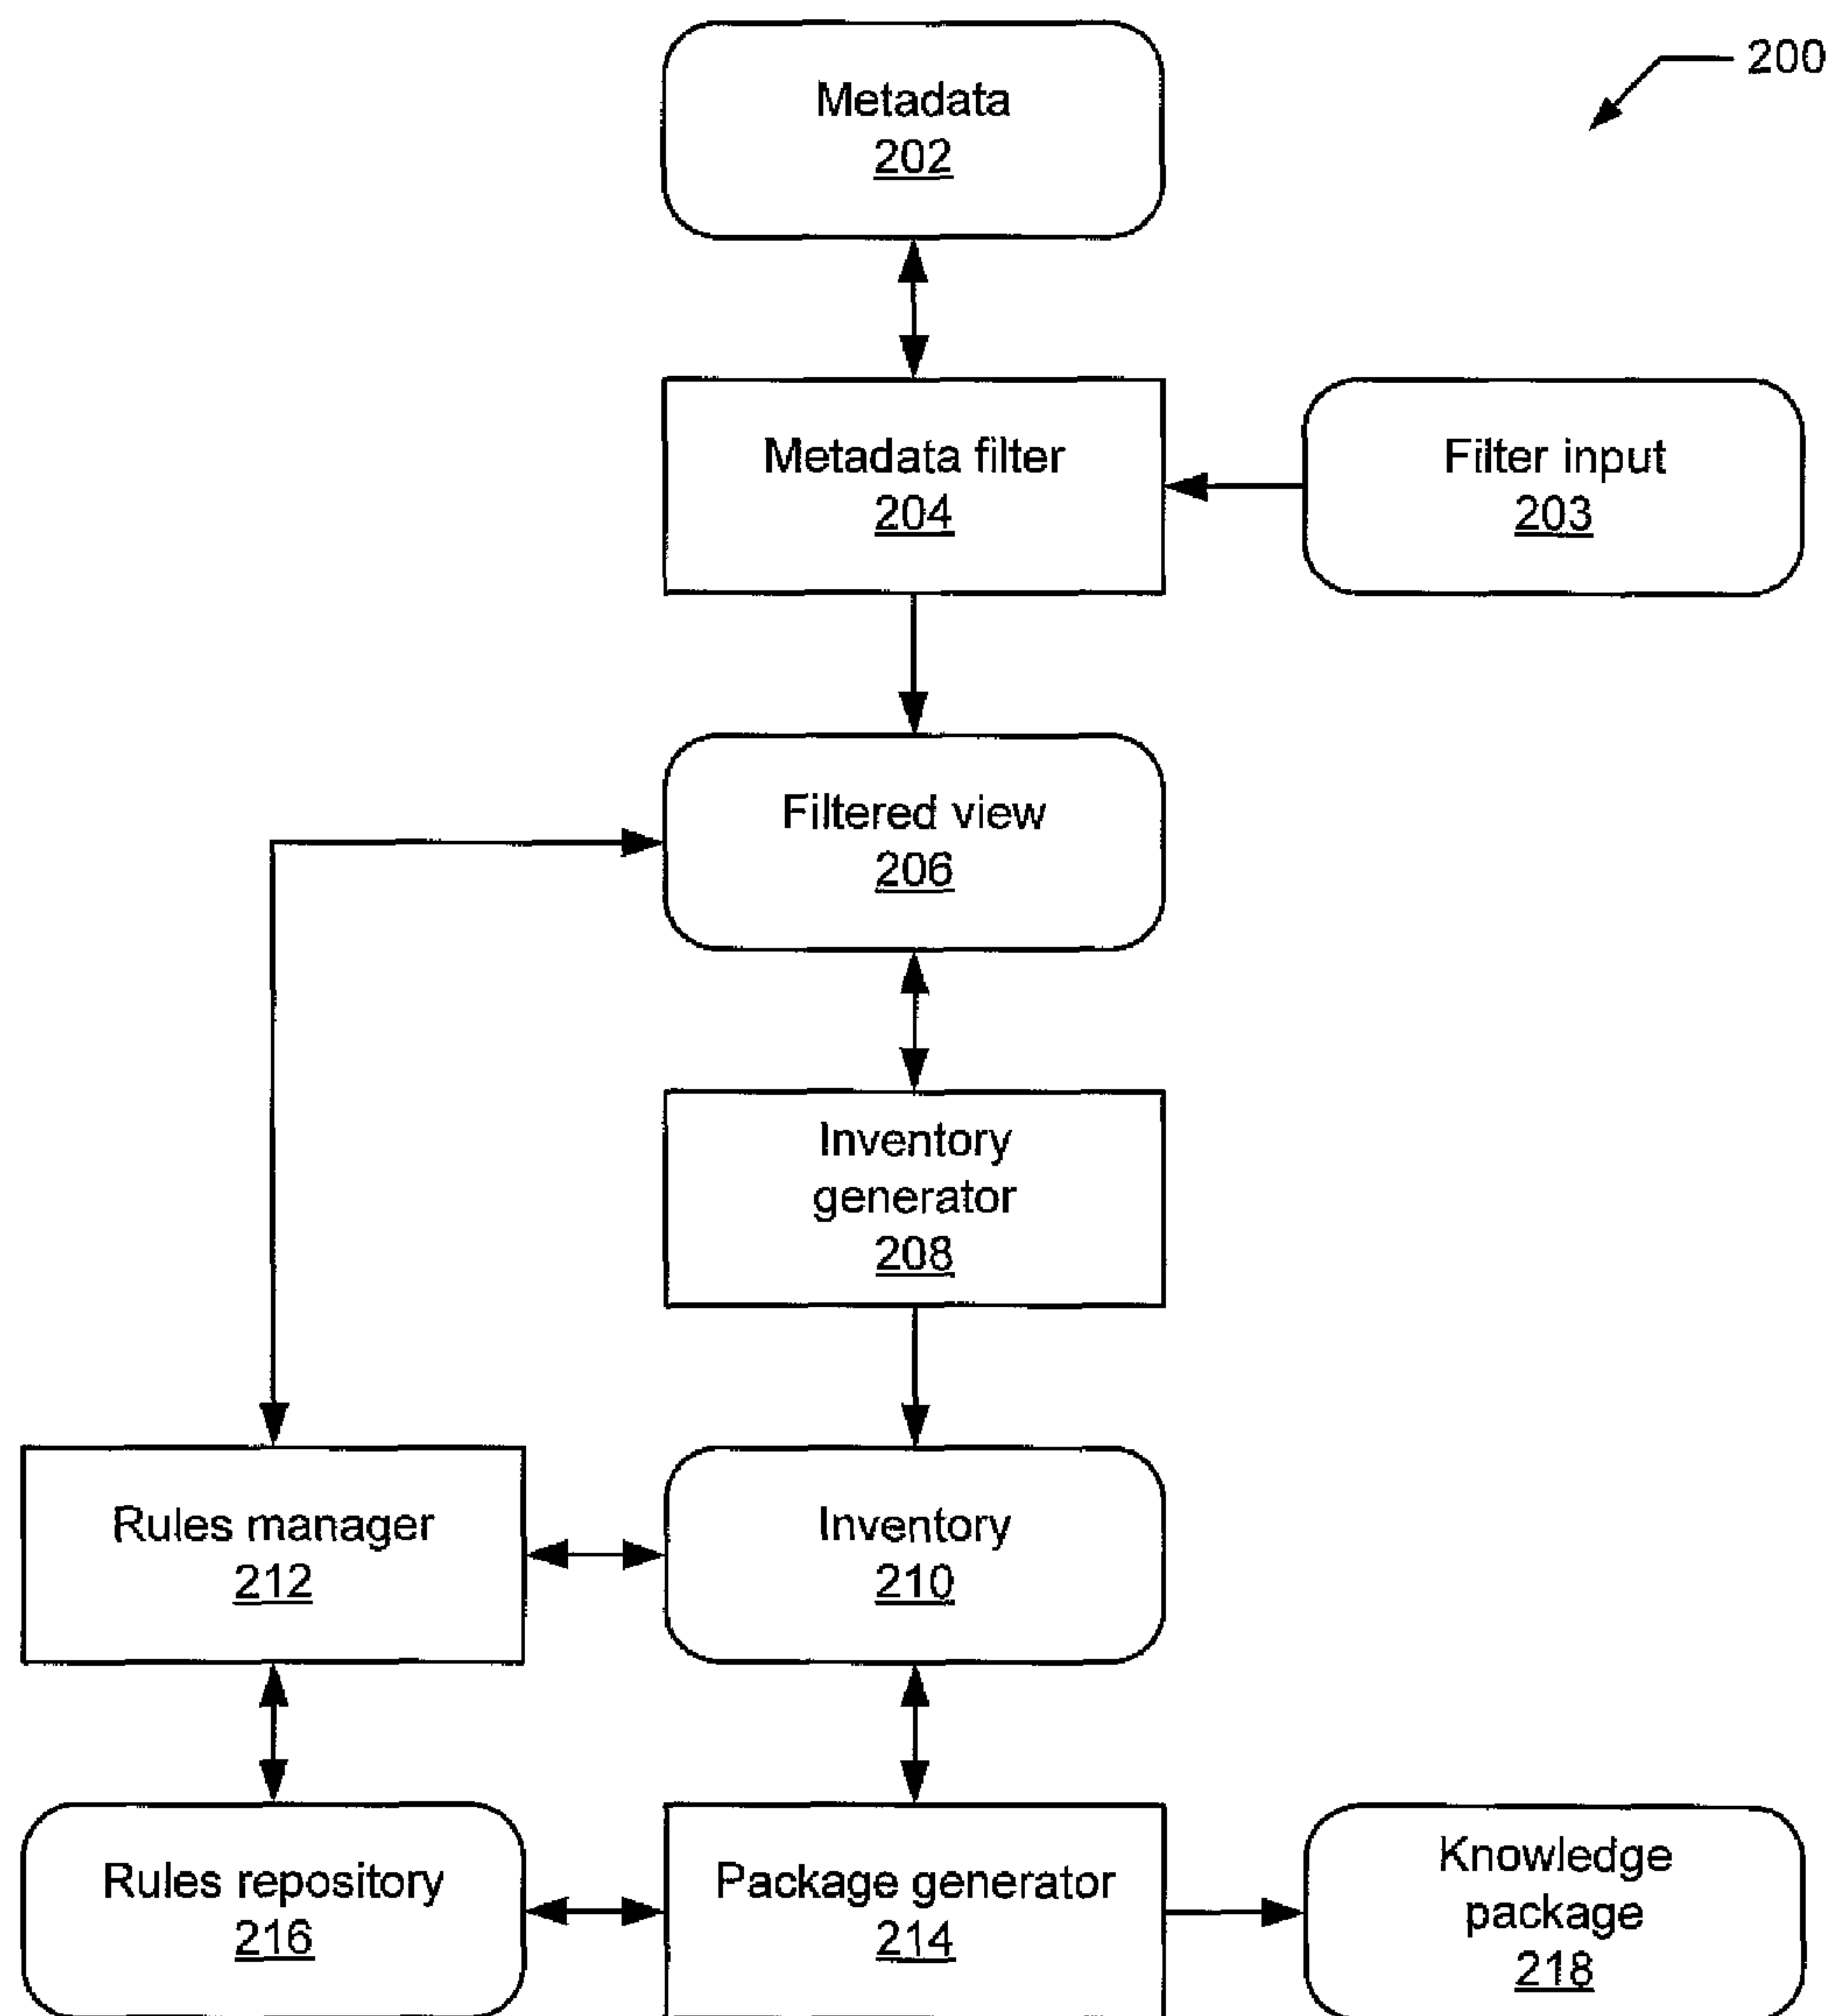 200
Metadata
202
Metadata filter
204
Filter input
203
Filtered view
206
Inventory
generator
208
Rules manager
212
Inventory
210
Rules repository
216
Package generator
214
Knowledge
package
218